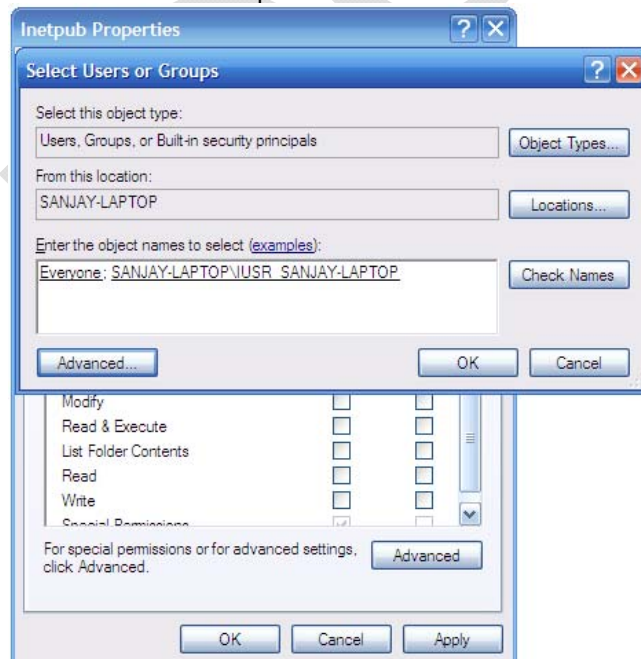 Inetpub Properties
Select Users or Groups
Select this object type:
Users, Groups, or Built-in security principals
Object Types...
From this location:
SANJAY-LAPTOP
Locations...
Enter the object names to select (examples):
Everyone; SANJAY-LAPTOP\IUSR_SANJAY-LAPTOP
Check Names
Advanced...
OK
Cancel
Modify
Read & Execute
List Folder Contents
Read
Write
Special Permissions
For special permissions or for advanced settings,
click Advanced.
Advanced
OK
Cancel
Apply